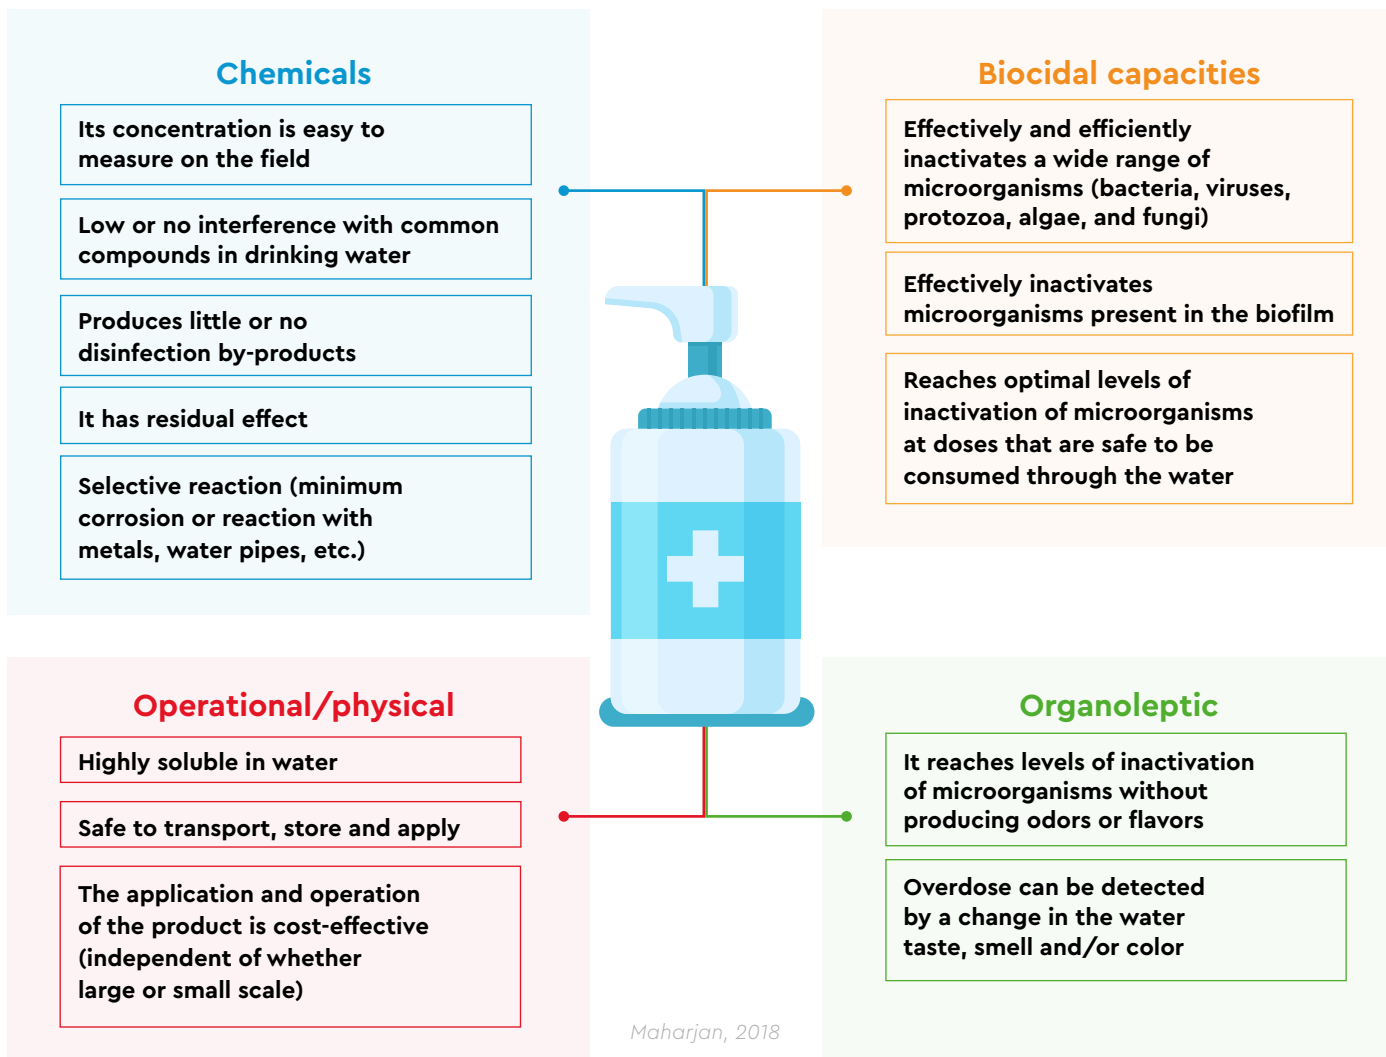 Chemicals
Its concentration is easy to
measure on the field
Low or no interference with common
compounds in drinking water
Produces little or no
disinfection by-products
It has residual effect
Selective reaction (minimum
corrosion or reaction with
metals, water pipes, etc.)
Biocidal capacities
Effectively and efficiently
inactivates a wide range of
microorganisms (bacteria, viruses,
protozoa, algae, and fungi)
Effectively inactivates
microorganisms present in the biofilm
Reaches optimal levels of
inactivation of microorganisms
at doses that are safe to be
consumed through the water
Operational/physical
Highly soluble in water
Safe to transport, store and apply
The application and operation
of the product is cost-effective
(independent of whether
large or small scale)
Organoleptic
It reaches levels of inactivation
of microorganisms without
producing odors or flavors
Overdose can be detected
by a change in the water
taste, smell and/or color
Maharjan, 2018